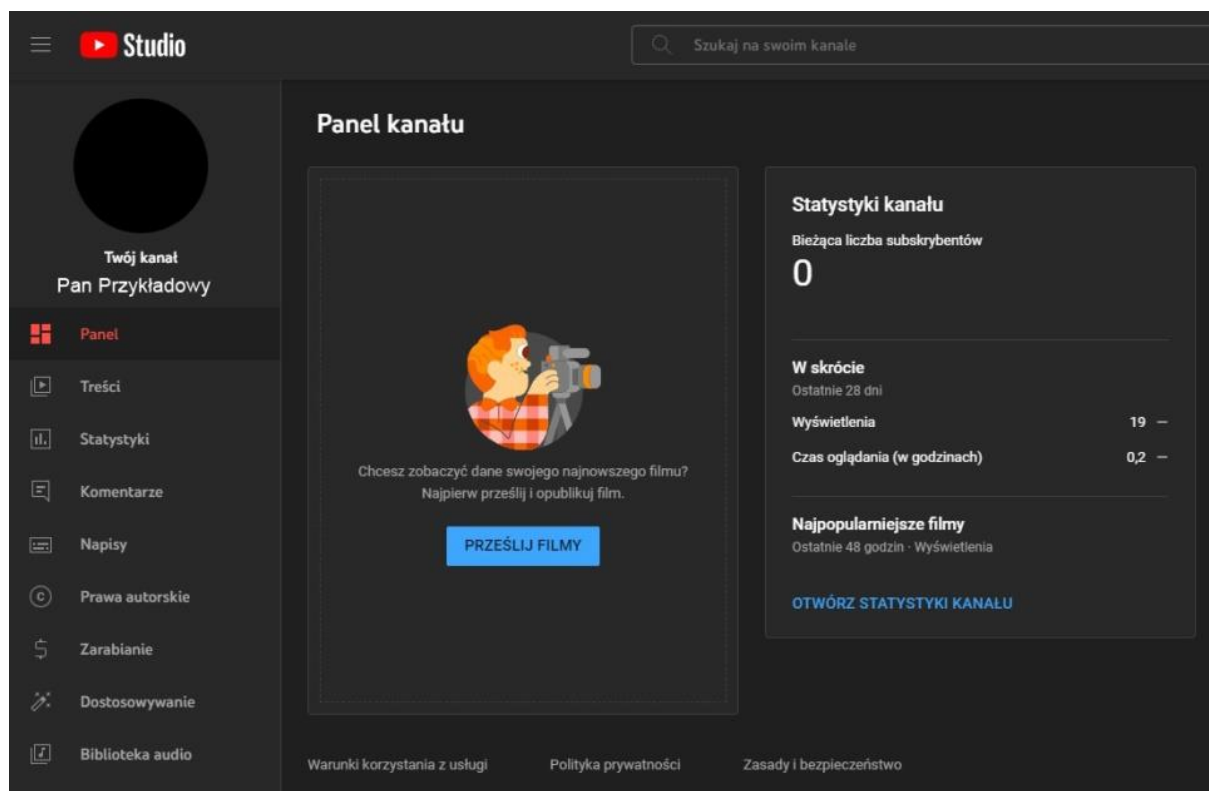 Studio
Szukaj na swoim kanale
Twój kanał
Pan Przykładowy
Panel
Treści
Statystyki
Komentarze
Napisy
Prawa autorskie
Zarabianie
Dostosowywanie
Biblioteka audio
Panel kanału
Chcesz zobaczyć dane swojego najnowszego filmu?
Najpierw prześlij i opublikuj film.
PRZEŚLIJ FILMY
Statystyki kanału
Bieżąca liczba subskrybentów
0
W skrócie
Ostatnie 28 dni
Wyświetlenia 19 —
Czas oglądania (w godzinach) 0,2 —
Najpopularniejsze filmy
Ostatnie 48 godzin · Wyświetlenia
OTWÓRZ STATYSTYKI KANAŁU
Warunki korzystania z usługi Polityka prywatności Zasady i bezpieczeństwo